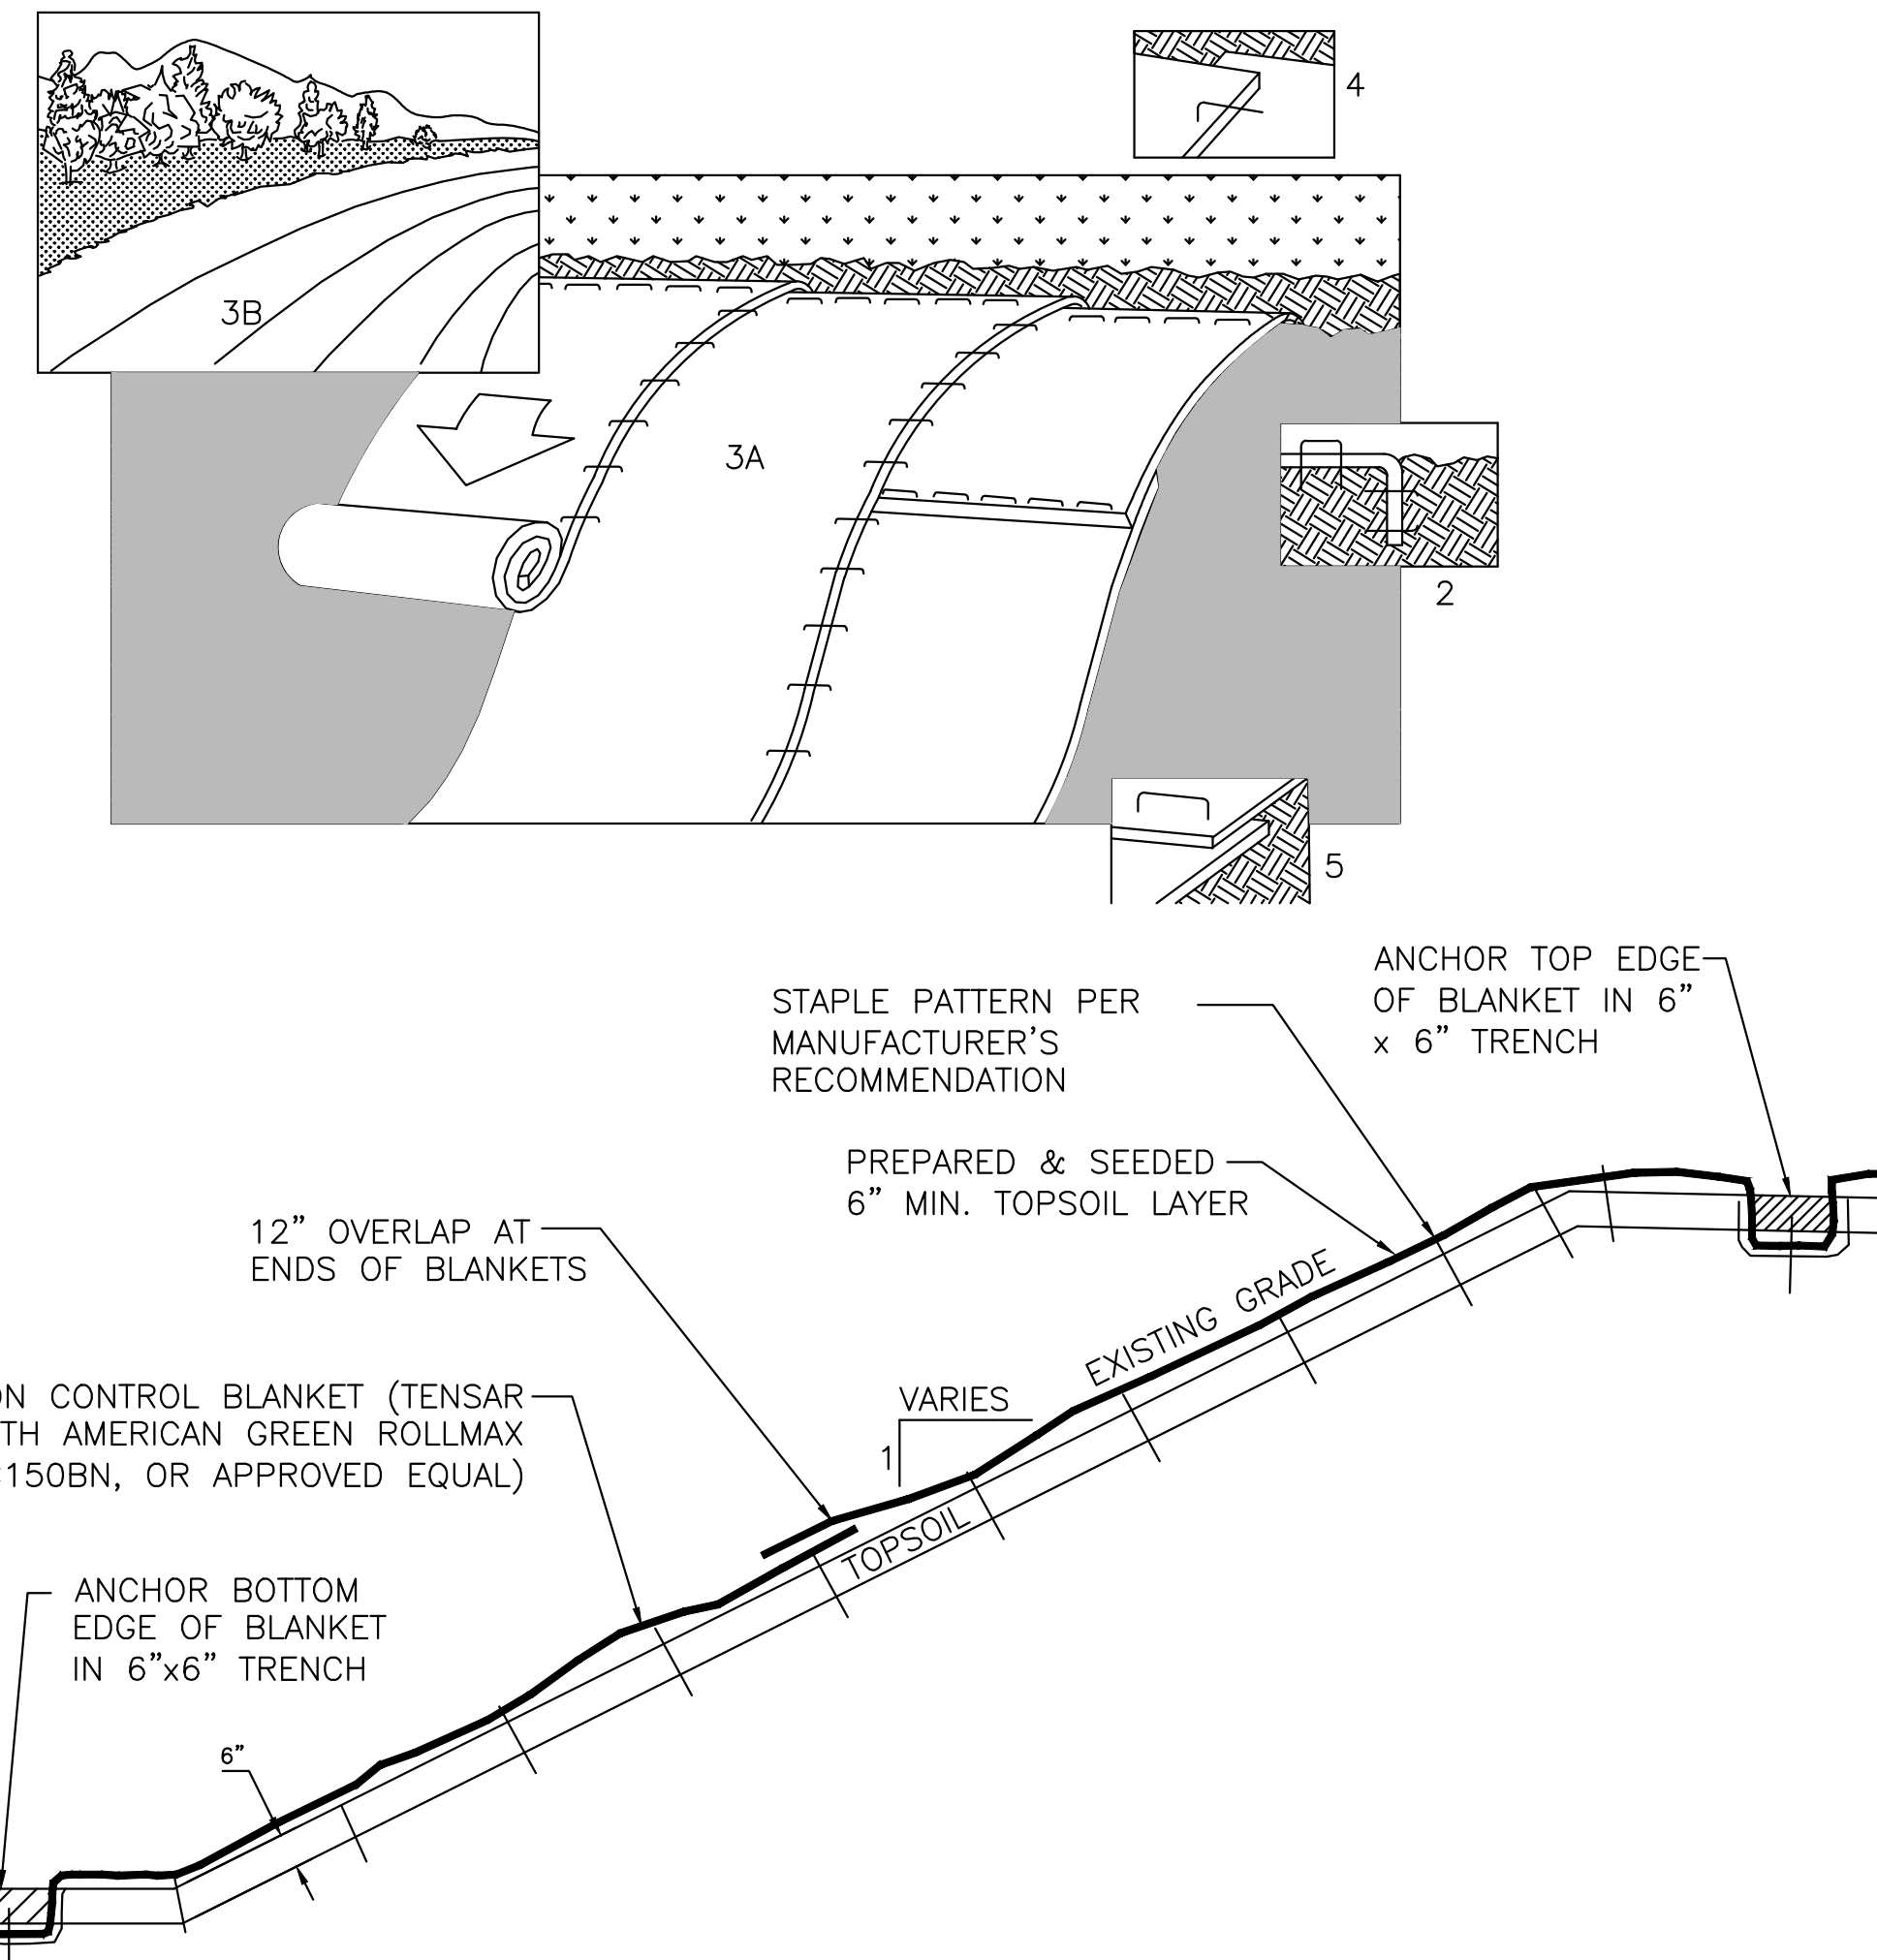 4
3B
3A
2
5
ANCHOR TOP EDGE
OF BLANKET IN 6"
x 6" TRENCH
STAPLE PATTERN PER
MANUFACTURER'S
RECOMMENDATION
PREPARED & SEEDED
6" MIN. TOPSOIL LAYER
12" OVERLAP AT
ENDS OF BLANKETS
EXISTING GRADE
VARIES
1
CONTROL BLANKET (TENSAR
AMERICAN GREEN ROLLMAX
150BN, OR APPROVED EQUAL)
TOPSOIL
ANCHOR BOTTOM
EDGE OF BLANKET
IN 6"x6" TRENCH
6"